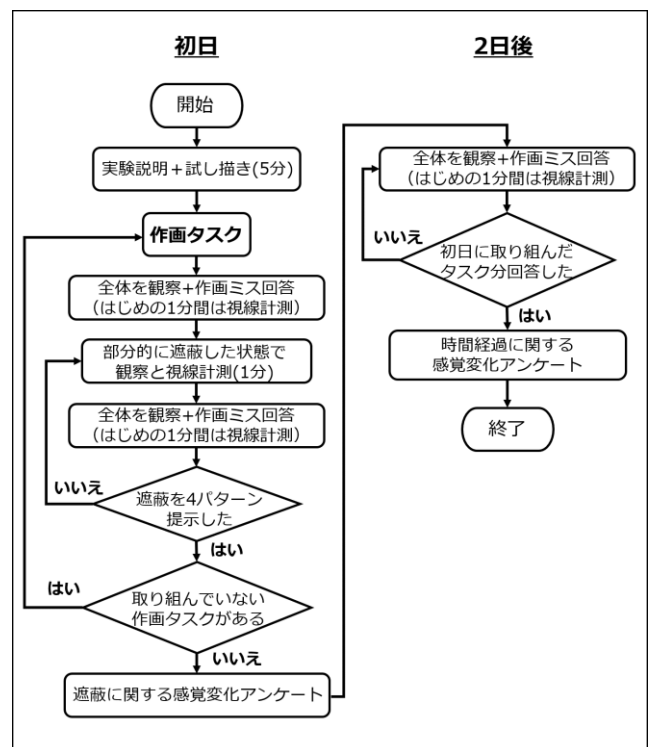 初日
開始
実験説明+試し描き(5分)
作画タスク
全体を観察+作画ミス回答
(はじめの1分間は視線計測)
部分的に遮蔽した状態で
観察と視線計測(1分)
全体を観察+作画ミス回答
(はじめの1分間は視線計測)
いいえ
遮蔽を4パターン
提示した
はい
はい
取り組んでいない
作画タスクがある
いいえ
遮蔽に関する感覚変化アンケート
2日後
全体を観察+作画ミス回答
(はじめの1分間は視線計測)
いいえ
初日に取り組んだ
タスク分回答した
はい
時間経過に関する
感覚変化アンケート
終了